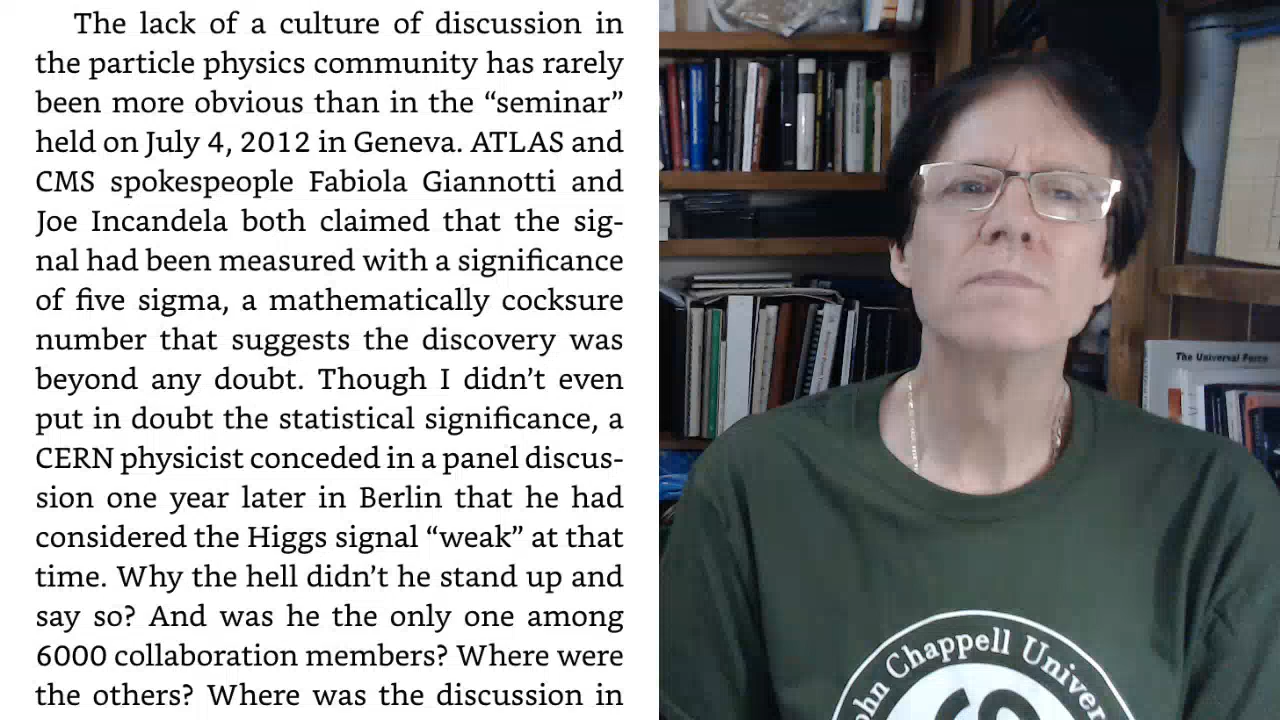 The lack of a culture of discussion in
the particle physics community has rarely
been more obvious than in the “seminar”
held on July 4, 2012 in Geneva. ATLAS and
CMS spokespeople Fabiola Giannotti and
Joe Incandela both claimed that the sig-
nal had been measured with a significance
of five sigma, a mathematically cocksure
number that suggests the discovery was
beyond any doubt. Though I didn’t even
put in doubt the statistical significance, a
CERN physicist conceded in a panel discus-
sion one year later in Berlin that he had
considered the Higgs signal “weak” at that
time. Why the hell didn’t he stand up and
say so? And was he the only one among
6000 collaboration members? Where were
the others? Where was the discussion in
The Universal Force
ohn Chappell Univer